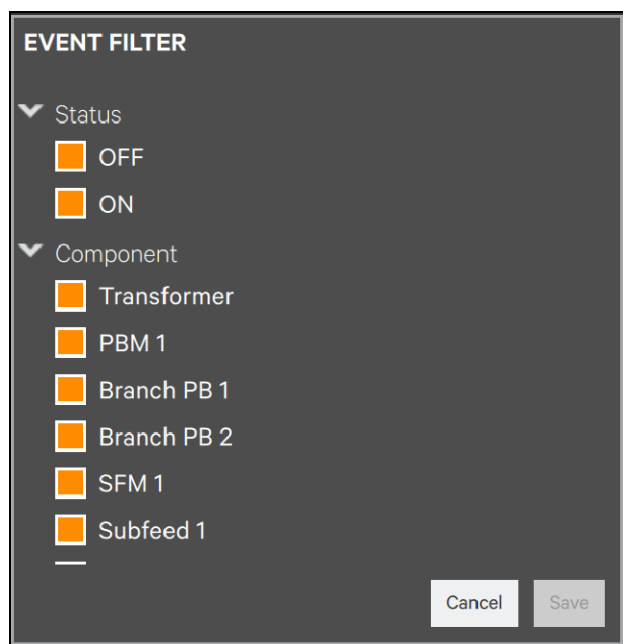 EVENT FILTER
Status
OFF
ON
Component
Transformer
PBM 1
Branch PB 1
Branch PB 2
SFM 1
Subfeed 1
Cancel Save